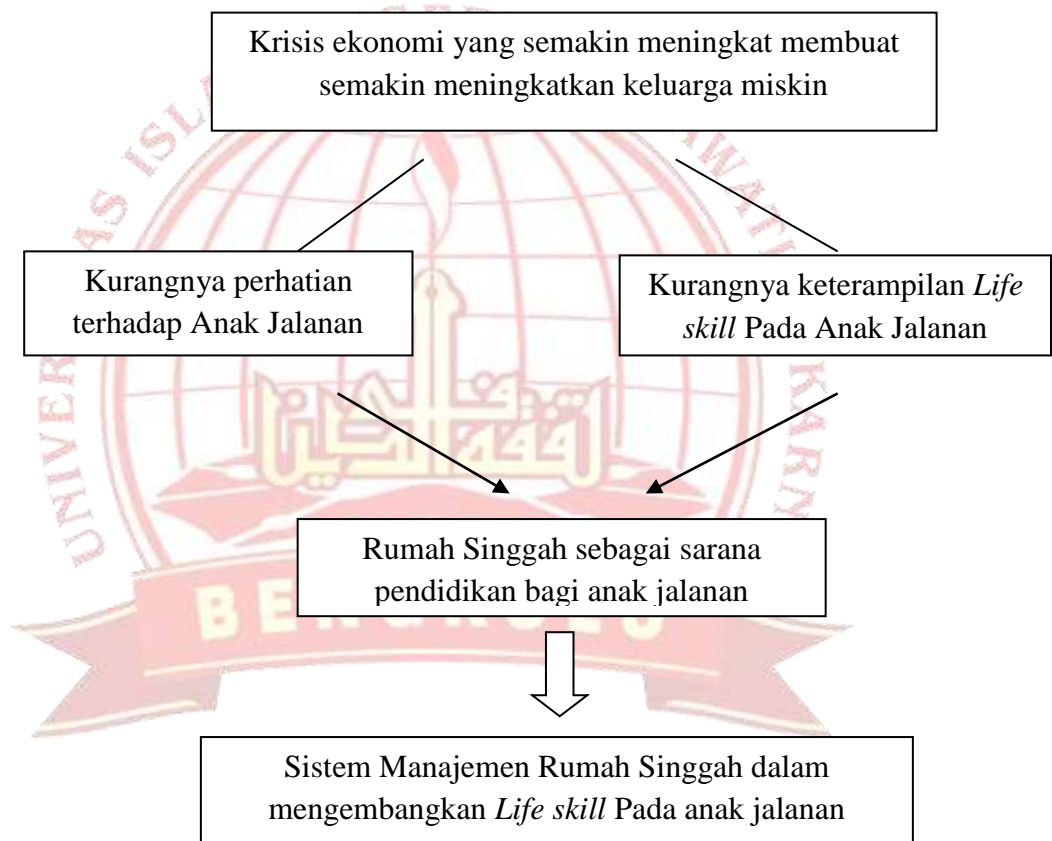 Krisis ekonomi yang semakin meningkat membuat
semakin meningkatkan keluarga miskin
Kurangnya perhatian
terhadap Anak Jalanan
Kurangnya keterampilan Life
skill Pada Anak Jalanan
Rumah Singgah sebagai sarana
pendidikan bagi anak jalanan
BENGKULU
Sistem Manajemen Rumah Singgah dalam
mengembangkan Life skill Pada anak jalanan